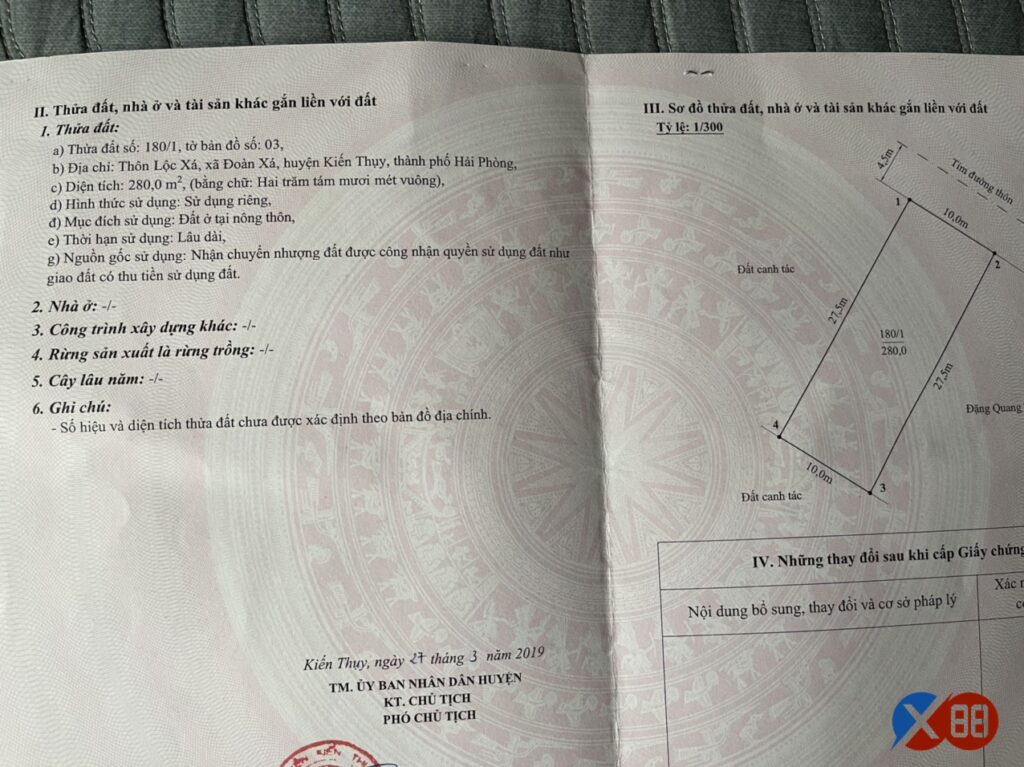 II. Thửa đất, nhà ở và tài sản khác gắn liền với đất
1. Thửa đất:
a) Thửa đất số: 180/1, tờ bản đồ số: 03,
b) Địa chỉ: Thôn Lộc Xá, xã Đoàn Xá, huyện Kiến Thụy, thành phố Hải Phòng,
c) Diện tích: 280,0 m², (bằng chữ: Hai trăm tám mươi mét vuông),
d) Hình thức sử dụng: Sử dụng riêng,
đ) Mục đích sử dụng: Đất ở tại nông thôn,
e) Thời hạn sử dụng: Lâu dài,
g) Nguồn gốc sử dụng: Nhận chuyển nhượng đất được công nhận quyền sử dụng đất như
giao đất có thu tiền sử dụng đất.
2. Nhà ở: -/-
3. Công trình xây dựng khác: -/-
4. Rừng sản xuất là rừng trồng: -/-
5. Cây lâu năm: -/-
6. Ghi chú:
- Số hiệu và diện tích thửa đất chưa được xác định theo bản đồ địa chính.
Kiến Thụy, ngày 27 tháng 3 năm 2019
TM. ỦY BAN NHÂN DÂN HUYỆN
KT. CHỦ TỊCH
PHÓ CHỦ TỊCH
III. Sơ đồ thửa đất, nhà ở và tài sản khác gắn liền với đất
Tỷ lệ: 1/300
4,5m
Tim đường thôn
1
10,0m
2
Đất canh tác
27,5m
180/1
280,0
27,5m
Đặng Quang
4
10,0m
3
Đất canh tác
IV. Những thay đổi sau khi cấp Giấy chứng
Nội dung bổ sung, thay đổi và cơ sở pháp lý
Xác
X88